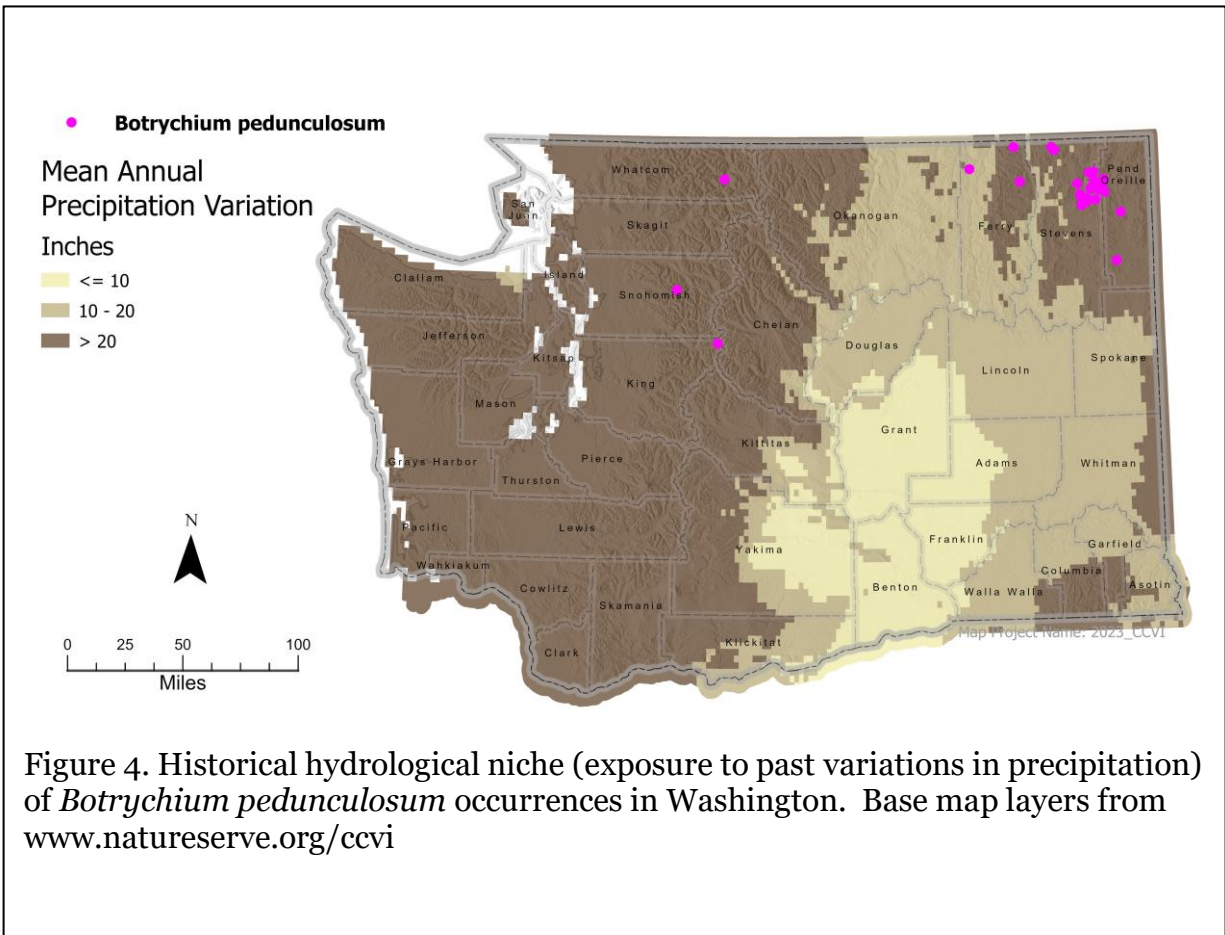 Botrychium pedunculosum
Mean Annual
Precipitation Variation
Inches
<= 10
10 - 20
> 20
Whatcom
Pend
Oreille
San
Juan
Okanogan
Skagit
Ferry
Stevens
Clallam
Island
Snohomish
Chelan
Jefferson
Douglas
Kitsap
Spokane
Lincoln
King
Mason
Grant
Kittitas
Grays Harbor
Pierce
Adams
Whitman
Thurston
N
Pacific
Lewis
Franklin
Garfield
Yakima
Wahkiakum
Columbia
Cowlitz
Benton
Walla Walla
Asotin
Skamania
Map Project Name: 2023_CCVI
0 25 50 100
Klickitat
Clark
Miles
Figure 4. Historical hydrological niche (exposure to past variations in precipitation)
of Botrychium pedunculosum occurrences in Washington. Base map layers from
www.natureserve.org/ccvi